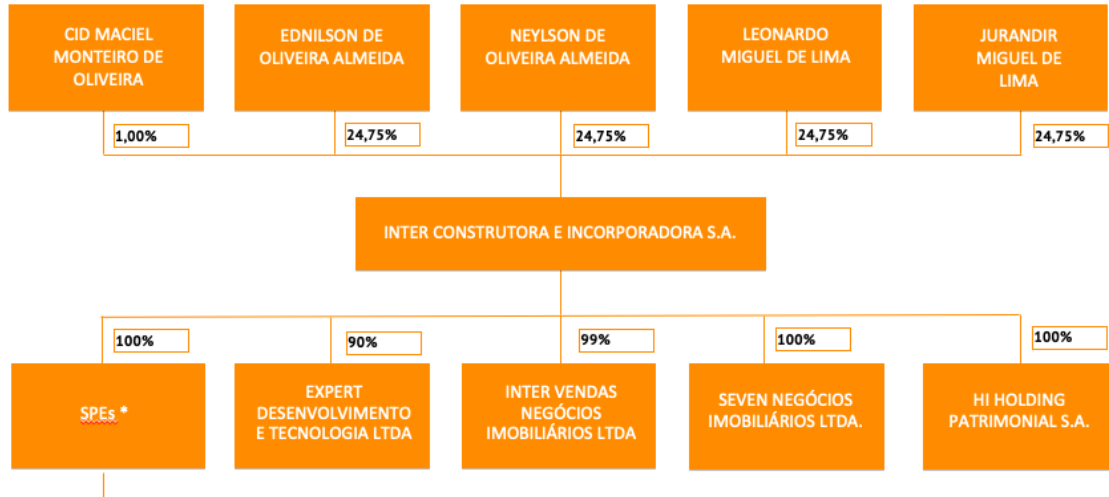 CID MACIEL
MONTEIRO DE
OLIVEIRA
EDNILSON DE
OLIVEIRA ALMEIDA
NEYLSON DE
OLIVEIRA ALMEIDA
LEONARDO
MIGUEL DE LIMA
JURANDIR
MIGUEL DE
LIMA
1,00%
24,75%
24,75%
24,75%
24,75%
INTER CONSTRUTORA E INCORPORADORA S.A.
100%
90%
99%
100%
100%
SPEs *
EXPERT
DESENVOLVIMENTO
E TECNOLOGIA LTDA
INTER VENDAS
NEGÓCIOS
IMOBILIÁRIOS LTDA
SEVEN NEGÓCIOS
IMOBILIÁRIOS LTDA.
HI HOLDING
PATRIMONIAL S.A.